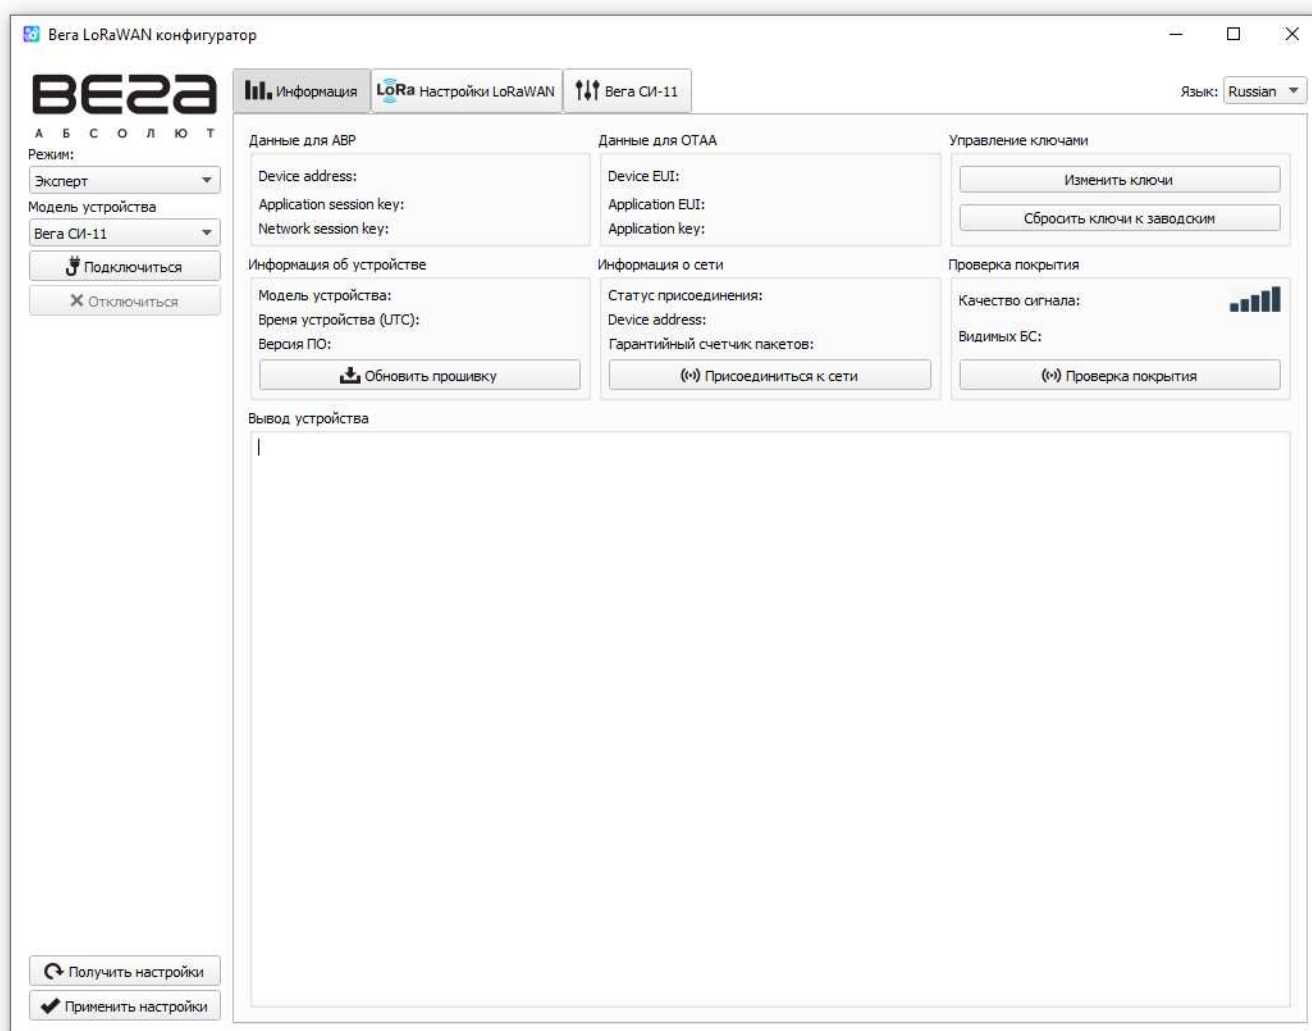 Вега LoRaWAN конфигуратор
ВЕГА
АБСОЛЮТ
Режим:
Эксперт
Модель устройства
Вега СИ-11
Подключиться
Отключиться
Получить настройки
Применить настройки
Информация
LoRa Настройки LoRaWAN
Вега СИ-11
Язык: Russian
Данные для ABP
Device address:
Application session key:
Network session key:
Данные для OTAA
Device EUI:
Application EUI:
Application key:
Управление ключами
Изменить ключи
Сбросить ключи к заводским
Информация об устройстве
Модель устройства:
Время устройства (UTC):
Версия ПО:
Обновить прошивку
Информация о сети
Статус присоединения:
Device address:
Гарантийный счетчик пакетов:
Присоединиться к сети
Проверка покрытия
Качество сигнала:
Видимых БС:
Проверка покрытия
Вывод устройства